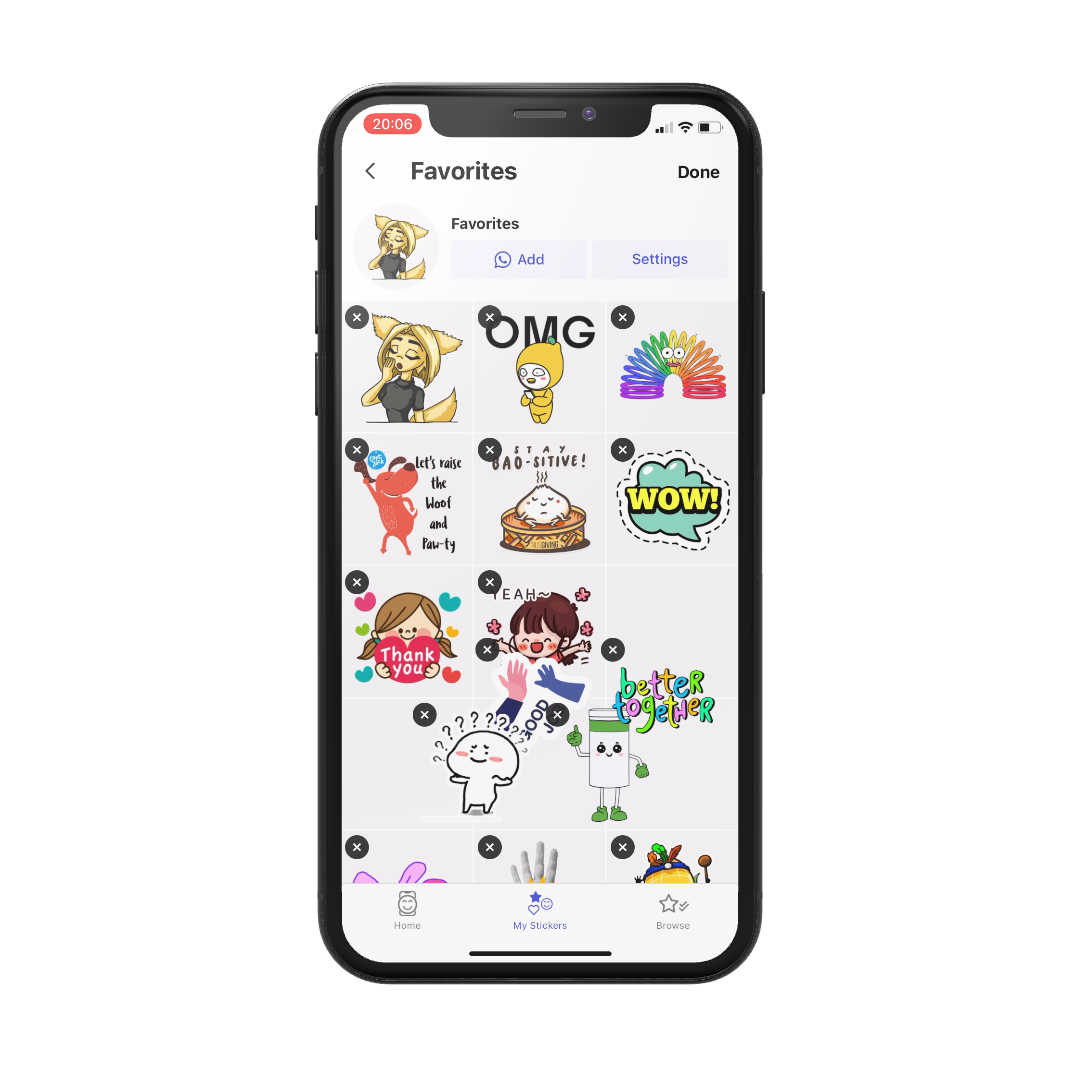 20:06
Favorites
Done
Favorites
Add
Settings
OMG
Let's raise
the
Woof
and
Paw-ty
STAY
BAO-SITIVE!
GIVING
WOW!
Thank
you
YEAH~
GOOD
better
together
? ? ? ? ? ? ? ?
Home
My Stickers
Browse